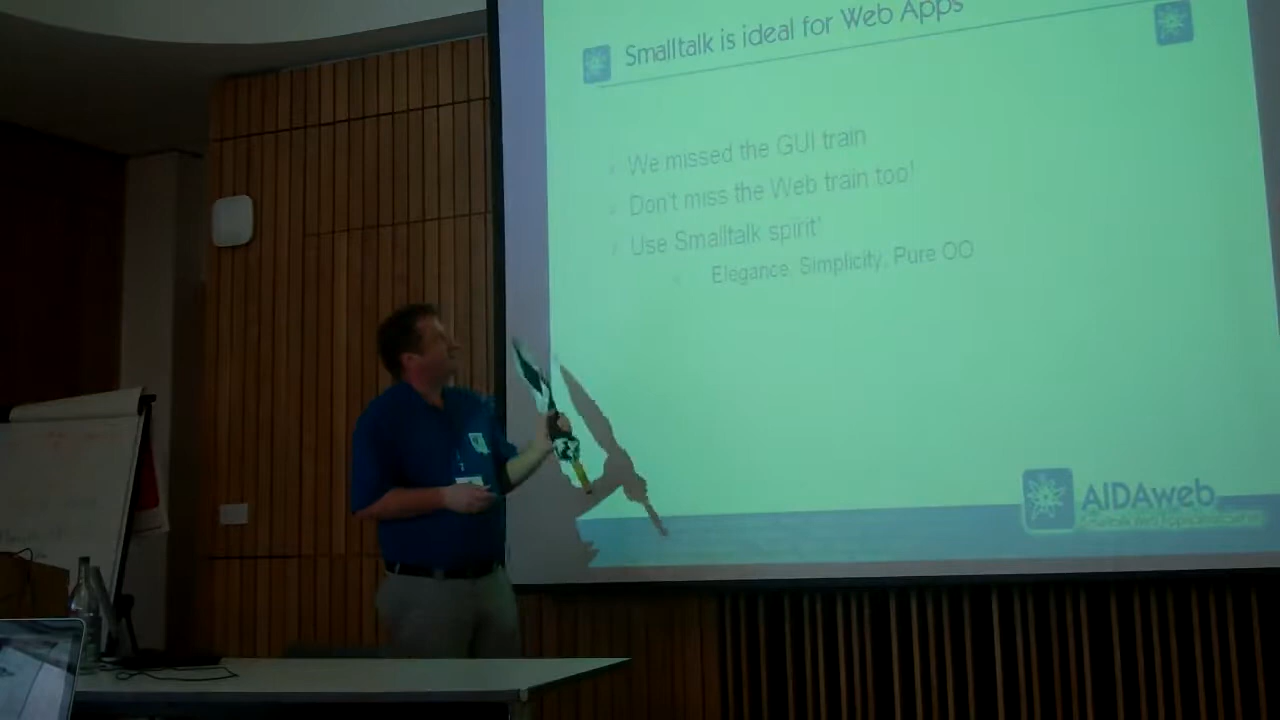 Smalltalk is ideal for Web Apps
We missed the GUI train
Don't miss the Web train too!
Use Smalltalk spirit'
Elegance, Simplicity, Pure OO
AIDAweb